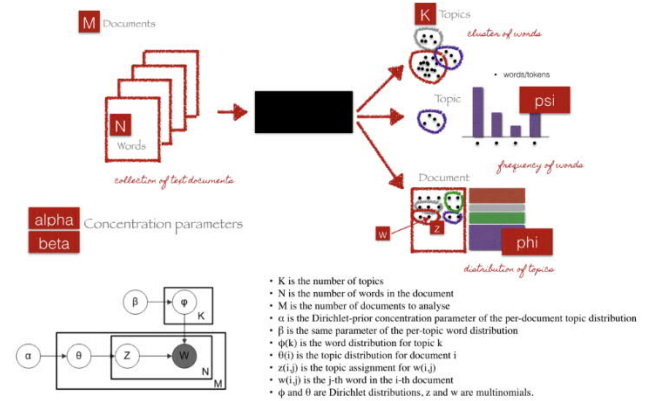 M Documents
N
Words
collection of text documents
K Topics
cluster of words
Topic
• words/tokens
psi
frequency of words
Document
w
z
phi
distribution of topics
alpha
beta
Concentration parameters
β
φ
K
α
θ
Z
W
N
M
• K is the number of topics
• N is the number of words in the document
• M is the number of documents to analyse
• α is the Dirichlet-prior concentration parameter of the per-document topic distribution
• β is the same parameter of the per-topic word distribution
• ϕ(k) is the word distribution for topic k
• θ(i) is the topic distribution for document i
• z(i,j) is the topic assignment for w(i,j)
• w(i,j) is the j-th word in the i-th document
• ϕ and θ are Dirichlet distributions, z and w are multinomials.